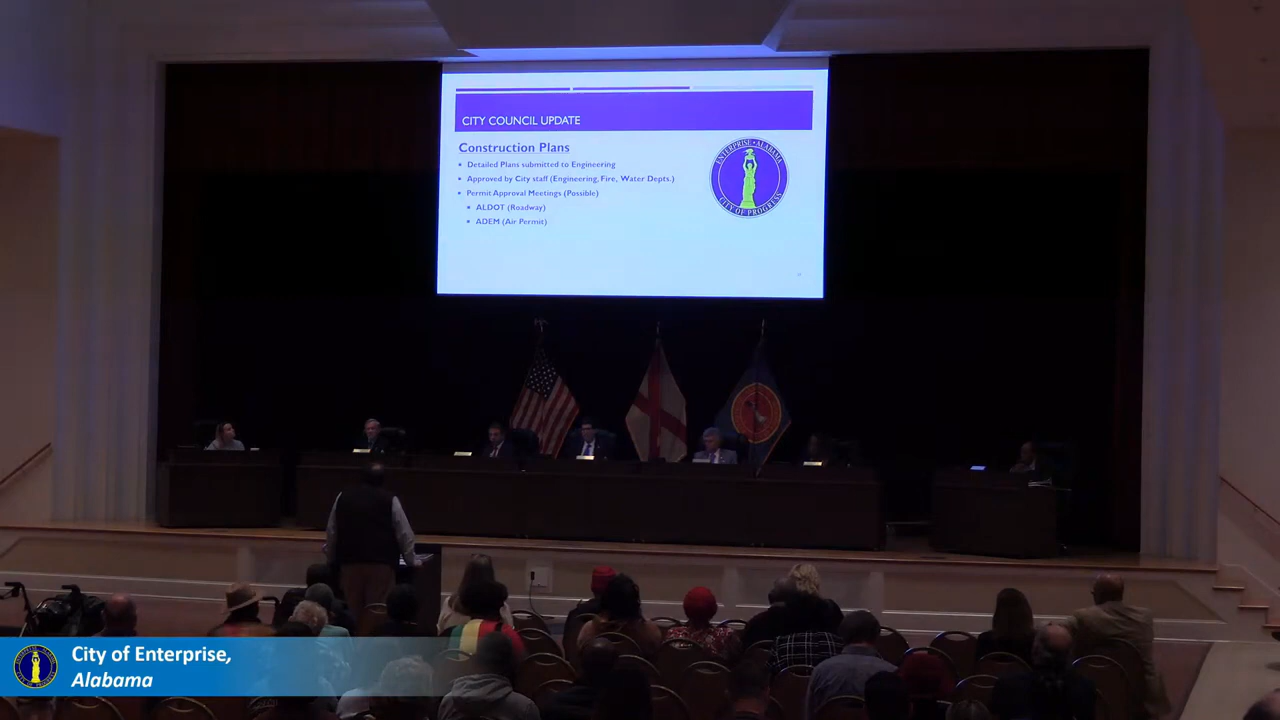 CITY COUNCIL UPDATE
Construction Plans
• Detailed Plans submitted to Engineering
• Approved by City staff (Engineering, Fire, Water Depts.)
• Permit Approval Meetings (Possible)
• ALDOT (Roadway)
• ADEM (Air Permit)
ENTERPRISE • ALABAMA
CITY OF PROGRESS
City of Enterprise,
Alabama